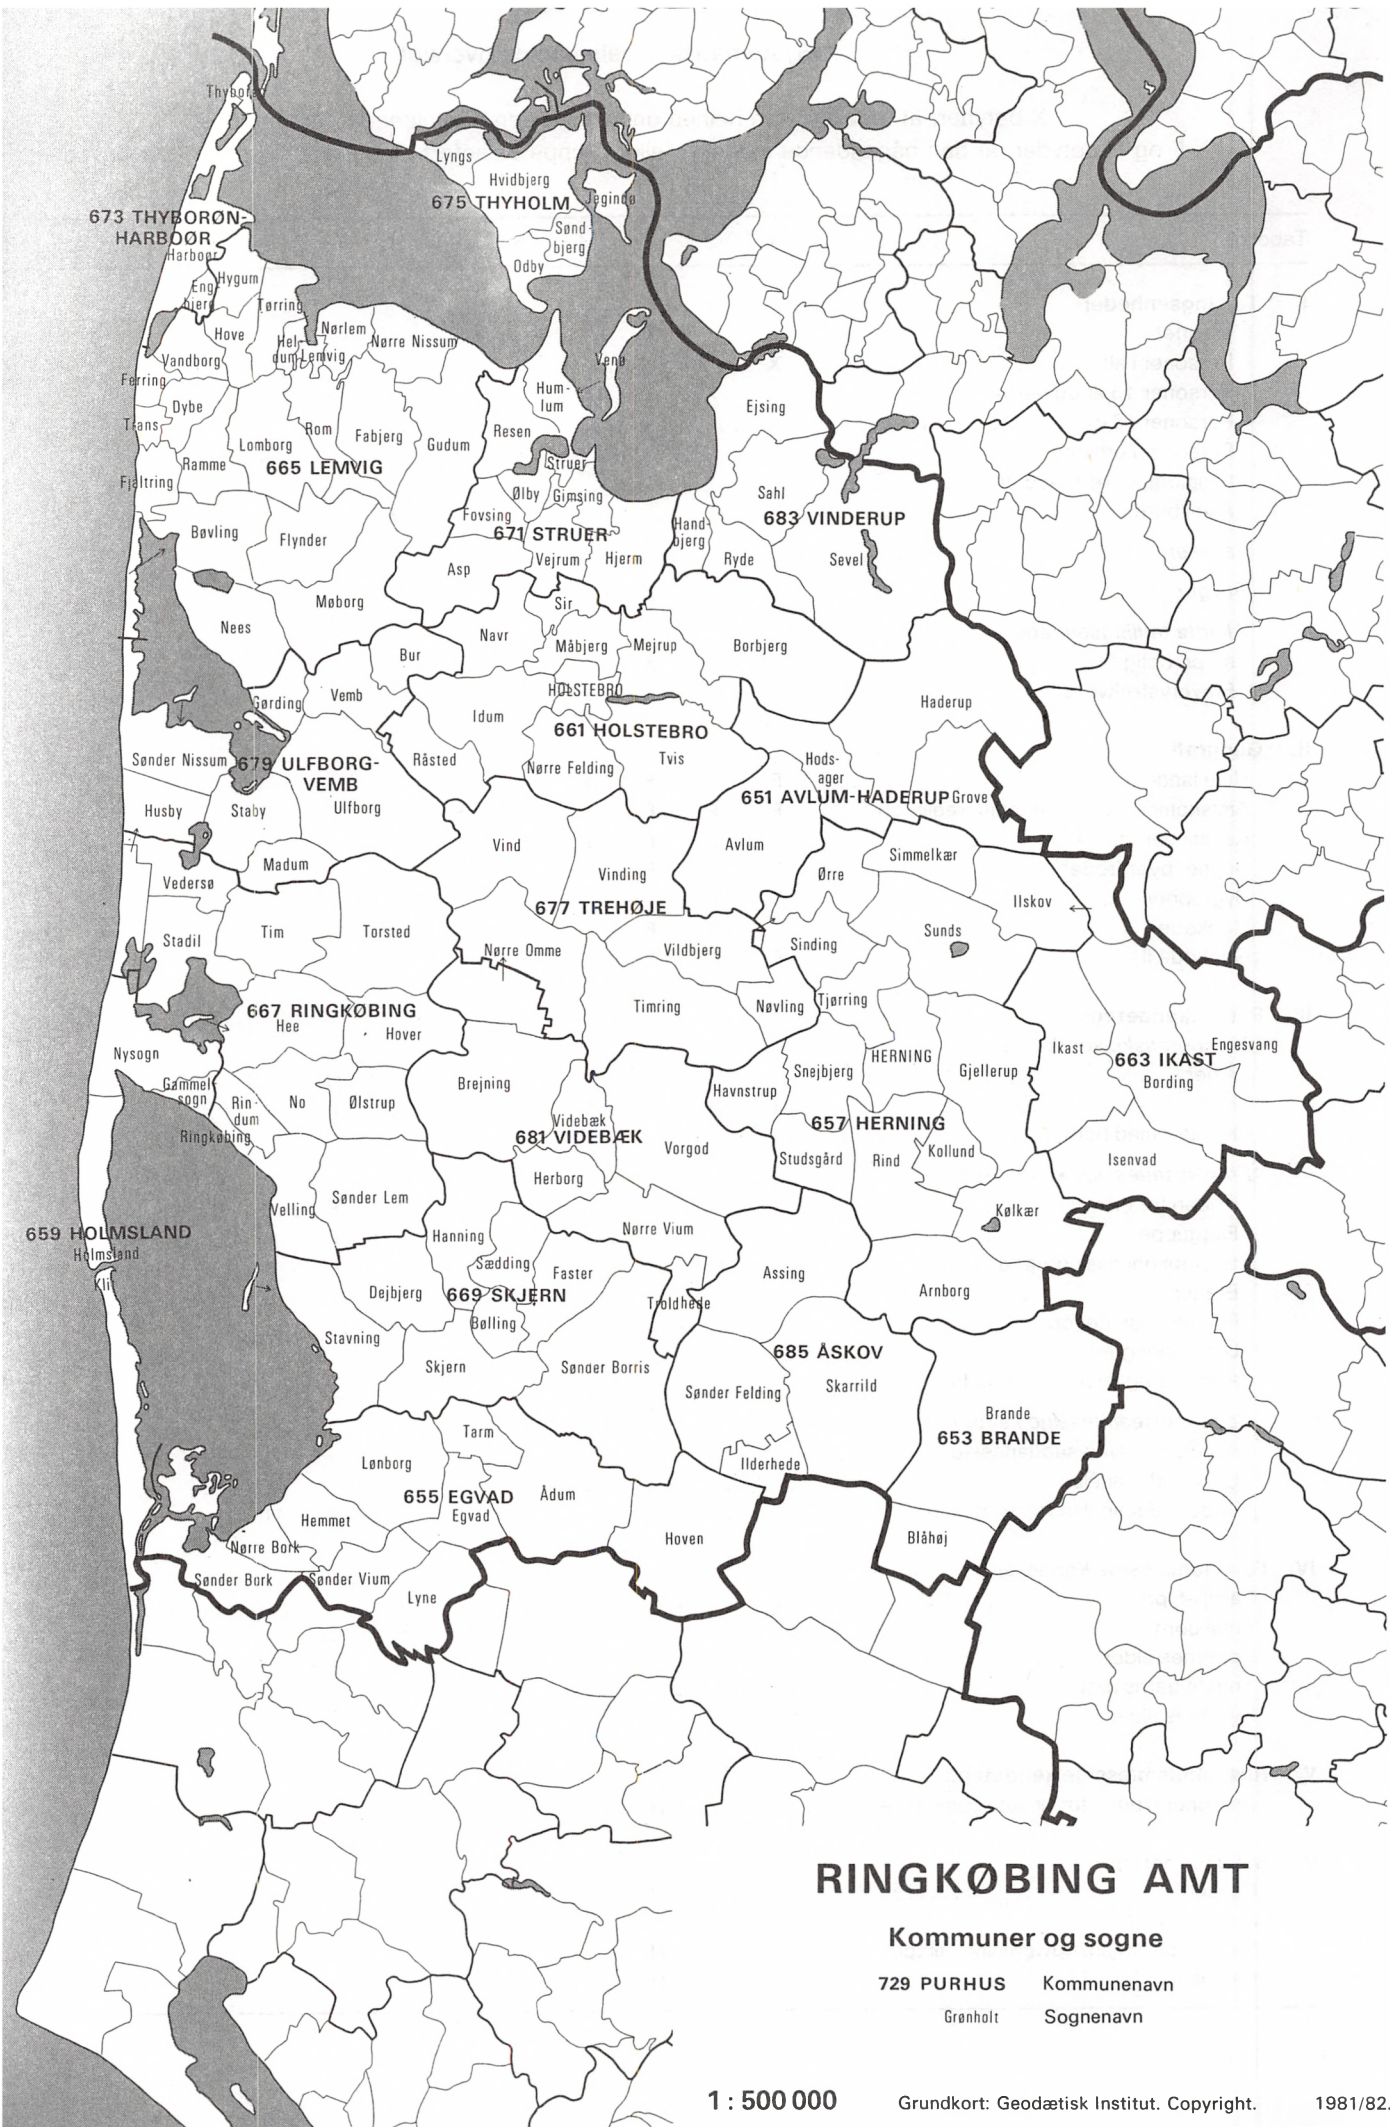 Thyborøn
Lyngs
Hvidbjerg
675 THYHOLM
Jegindø
Sønd-
bjerg
Odby
673 THYBORØN-
HARBOØR
Harboør
Hygum
Eng-
bjerg
Tørring
Hove
Nørlem
Hel-
dum
Lemvig
Nørre Nissum
Vandborg
Venø
Ferring
Hum-
lum
Dybe
Ejsing
Trans
Rom
Resen
Lomborg
Fabjerg
Gudum
Ramme
665 LEMVIG
Struer
Fjaltring
Ølby
Gimsing
Sahl
Fovsing
683 VINDERUP
Hand-
bjerg
Bøvling
Flynder
671 STRUER
Vejrum
Hjerm
Ryde
Sevel
Asp
Møborg
Sir
Nees
Navr
Måbjerg
Mejrup
Borbjerg
Bur
HOLSTEBRO
Gørding
Vemb
Haderup
Idum
661 HOLSTEBRO
Sønder Nissum
679 ULFBORG-
VEMB
Råsted
Nørre Felding
Tvis
Hods-
ager
651 AVLUM-HADERUP
Grove
Husby
Staby
Ulfborg
Vind
Avlum
Simmelkær
Madum
Vinding
Ørre
Vedersø
677 TREHØJE
Ilskov
Stadil
Tim
Torsted
Sunds
Nørre Omme
Vildbjerg
Sinding
667 RINGKØBING
Timring
Nøvling
Tjørring
Hee
Hover
Nysogn
Ikast
663 IKAST
Engesvang
HERNING
Gammel-
sogn
Brejning
Snejbjerg
Gjellerup
Bording
Rin-
dum
No
Ølstrup
Havnstrup
Videbæk
Ringkøbing
681 VIDEBÆK
657 HERNING
Vorgod
Studsgård
Rind
Kollund
Isenvad
Herborg
Velling
Sønder Lem
Kølkær
659 HOLMSLAND
Holmsland
Hanning
Nørre Vium
Kli
Sædding
Faster
Assing
Dejbjerg
669 SKJERN
Troldhede
Arnborg
Bølling
Stavning
Skjern
Sønder Borris
685 ÅSKOV
Sønder Felding
Skarrild
Brande
653 BRANDE
Tarm
Lønborg
Ilderhede
655 EGVAD
Ådum
Egvad
Hemmet
Hoven
Blåhøj
Nørre Bork
Sønder Bork
Sønder Vium
Lyne
RINGKØBING AMT
Kommuner og sogne
729 PURHUS Kommunenavn
Grønholt Sognenavn
1 : 500 000 Grundkort: Geodætisk Institut. Copyright. 1981/82.